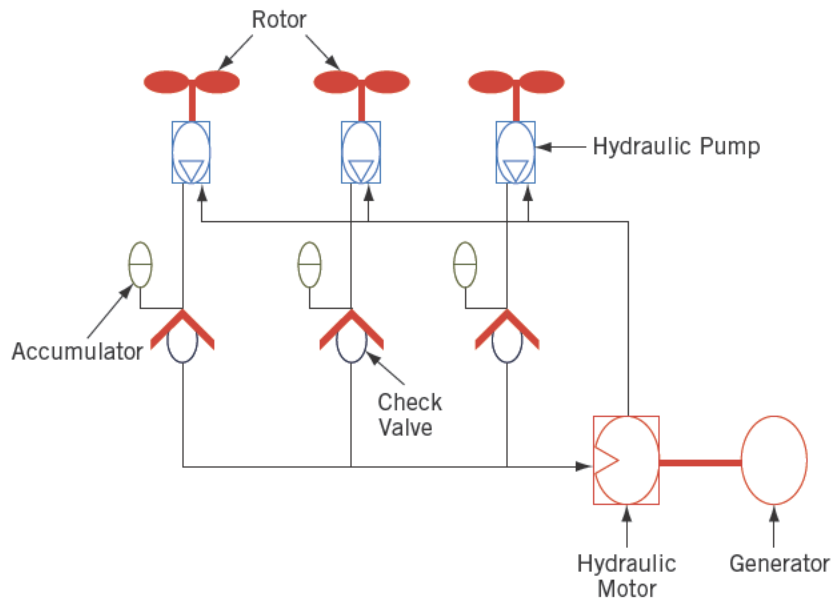 Rotor
Hydraulic Pump
Accumulator
Check
Valve
Hydraulic
Motor
Generator